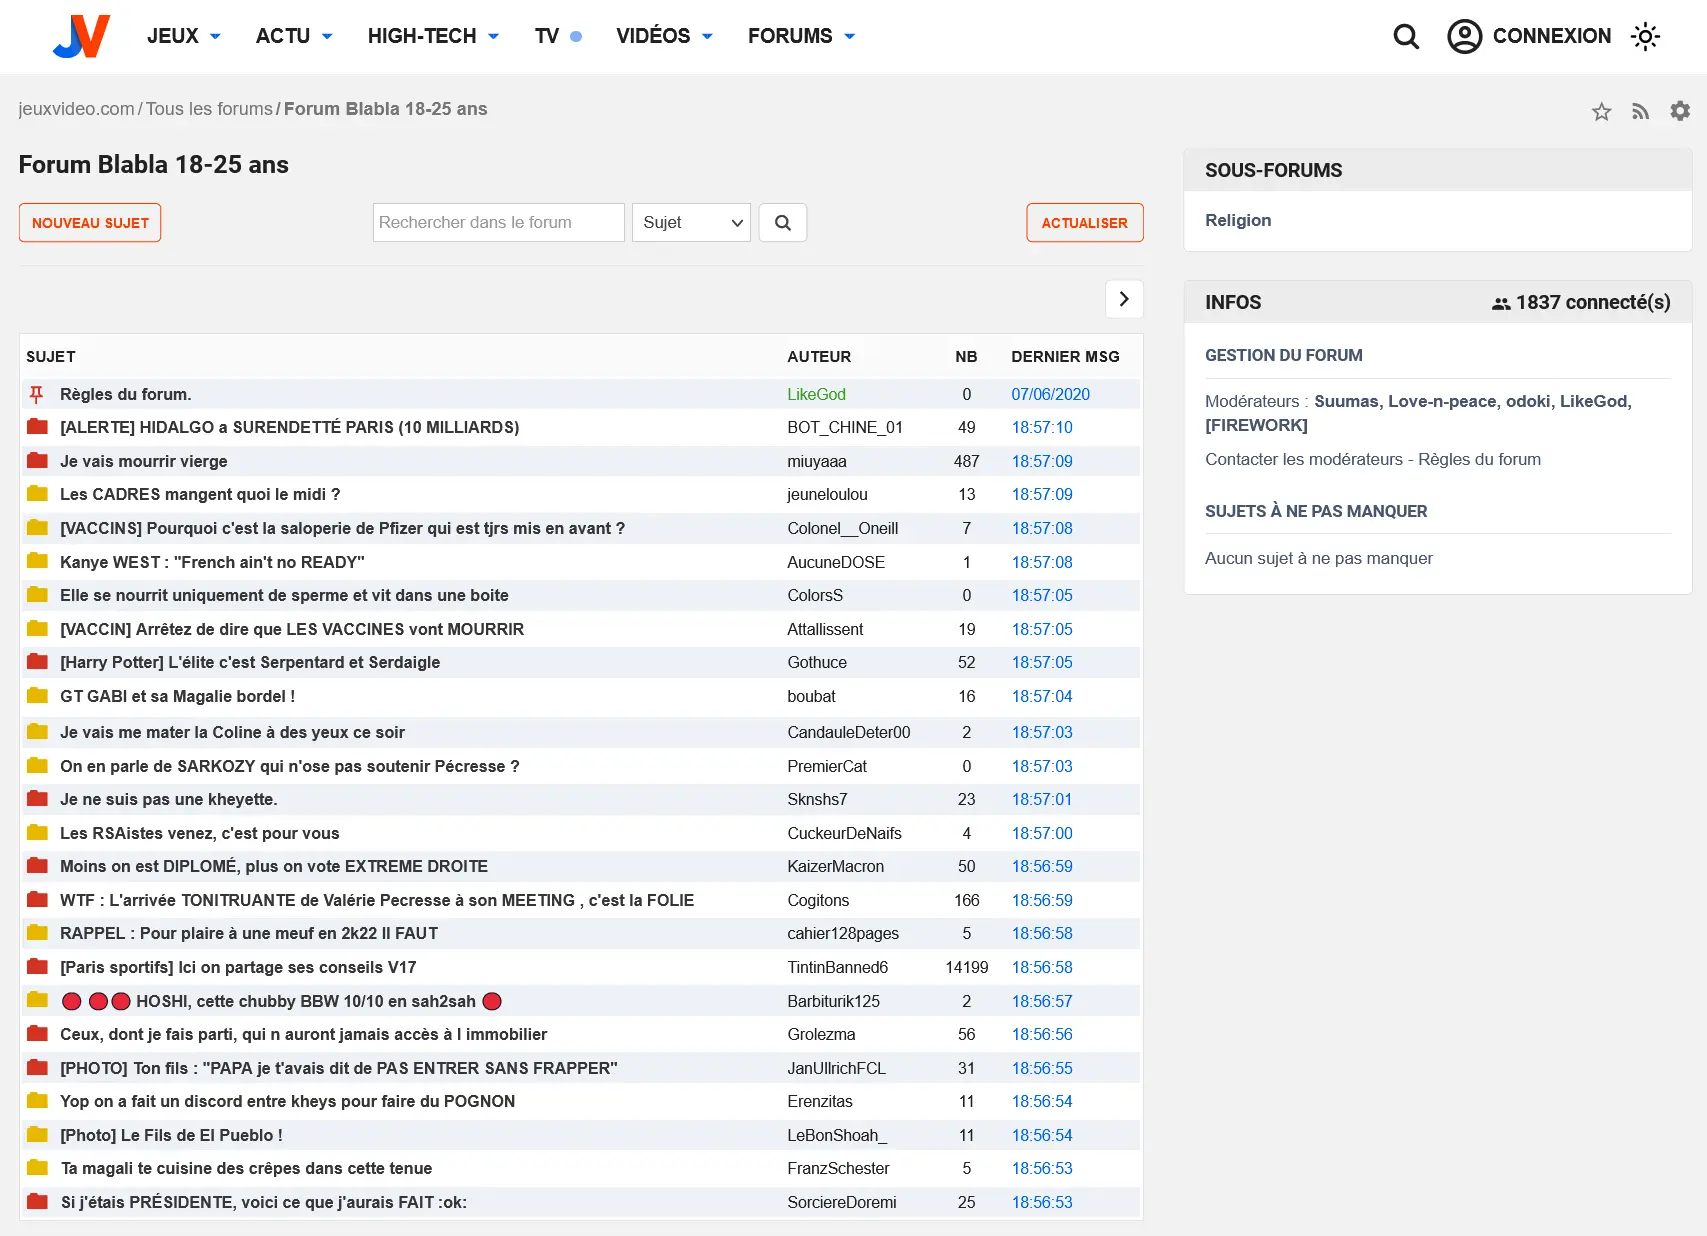 JV JEUX ACTU HIGH-TECH TV VIDÉOS FORUMS CONNEXION
jeuxvideo.com / Tous les forums / Forum Blabla 18-25 ans
Forum Blabla 18-25 ans
NOUVEAU SUJET Rechercher dans le forum Sujet ACTUALISER
SUJET AUTEUR NB DERNIER MSG
Règles du forum. LikeGod 0 07/06/2020
[ALERTE] HIDALGO a SURENDETTÉ PARIS (10 MILLIARDS) BOT_CHINE_01 49 18:57:10
Je vais mourrir vierge miuyaaa 487 18:57:09
Les CADRES mangent quoi le midi ? jeuneloulou 13 18:57:09
[VACCINS] Pourquoi c'est la saloperie de Pfizer qui est tjrs mis en avant ? Colonel__Oneill 7 18:57:08
Kanye WEST : "French ain't no READY" AucuneDOSE 1 18:57:08
Elle se nourrit uniquement de sperme et vit dans une boite ColorsS 0 18:57:05
[VACCIN] Arrêtez de dire que LES VACCINES vont MOURRIR Attallissent 19 18:57:05
[Harry Potter] L'élite c'est Serpentard et Serdaigle Gothuce 52 18:57:05
GT GABI et sa Magalie bordel ! boubat 16 18:57:04
Je vais me mater la Coline à des yeux ce soir CandauleDeter00 2 18:57:03
On en parle de SARKOZY qui n'ose pas soutenir Pécresse ? PremierCat 0 18:57:03
Je ne suis pas une kheyette. Sknshs7 23 18:57:01
Les RSAistes venez, c'est pour vous CuckeurDeNaifs 4 18:57:00
Moins on est DIPLOMÉ, plus on vote EXTREME DROITE KaizerMacron 50 18:56:59
WTF : L'arrivée TONITRUANTE de Valérie Pecresse à son MEETING , c'est la FOLIE Cogitons 166 18:56:59
RAPPEL : Pour plaire à une meuf en 2k22 Il FAUT cahier128pages 5 18:56:58
[Paris sportifs] Ici on partage ses conseils V17 TintinBanned6 14199 18:56:58
🔴 🔴🔴 HOSHI, cette chubby BBW 10/10 en sah2sah 🔴 Barbiturik125 2 18:56:57
Ceux, dont je fais parti, qui n auront jamais accès à l immobilier Grolezma 56 18:56:56
[PHOTO] Ton fils : "PAPA je t'avais dit de PAS ENTRER SANS FRAPPER" JanUllrichFCL 31 18:56:55
Yop on a fait un discord entre kheys pour faire du POGNON Erenzitas 11 18:56:54
[Photo] Le Fils de El Pueblo ! LeBonShoah_ 11 18:56:54
Ta magali te cuisine des crêpes dans cette tenue FranzSchester 5 18:56:53
Si j'étais PRÉSIDENTE, voici ce que j'aurais FAIT :ok: SorciereDoremi 25 18:56:53
SOUS-FORUMS
Religion
INFOS 1837 connecté(s)
GESTION DU FORUM
Modérateurs : Suumas, Love-n-peace, odoki, LikeGod,
[FIREWORK]
Contacter les modérateurs - Règles du forum
SUJETS À NE PAS MANQUER
Aucun sujet à ne pas manquer